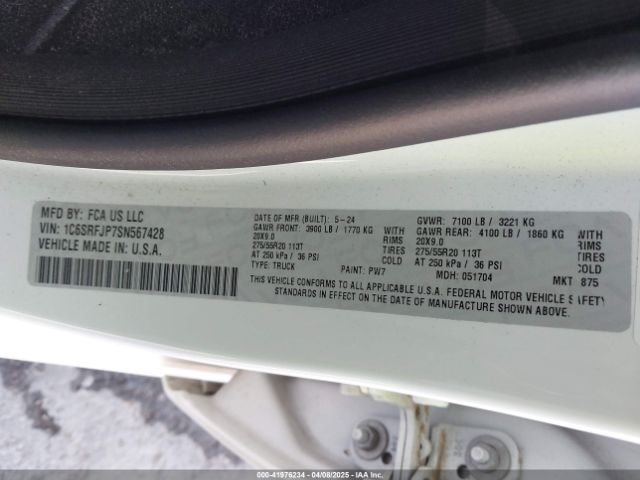 MFD BY: FCA US LLC
VIN: 1C6SRFJP7SN567428
VEHICLE MADE IN U.S.A.
DATE OF MFR (BUILT): 5-24
GAWR FRONT: 3900 LB / 1770 KG WITH
20X9.0 RIMS
275/55R20 113T TIRES
AT 250 kPa / 36 PSI COLD
TYPE: TRUCK PAINT: PW7
GVWR: 7100 LB / 3221 KG
GAWR REAR: 4100 LB / 1860 KG WITH
20X9.0 RIMS
275/55R20 113T TIRES
AT 250 kPa / 36 PSI COLD
MDH: 051704 MKT 875
THIS VEHICLE CONFORMS TO ALL APPLICABLE U.S.A. FEDERAL MOTOR VEHICLE SAFETY
STANDARDS IN EFFECT ON THE DATE OF MANUFACTURE SHOWN ABOVE.
000-41976234 04/08/2025 IAAI.COM